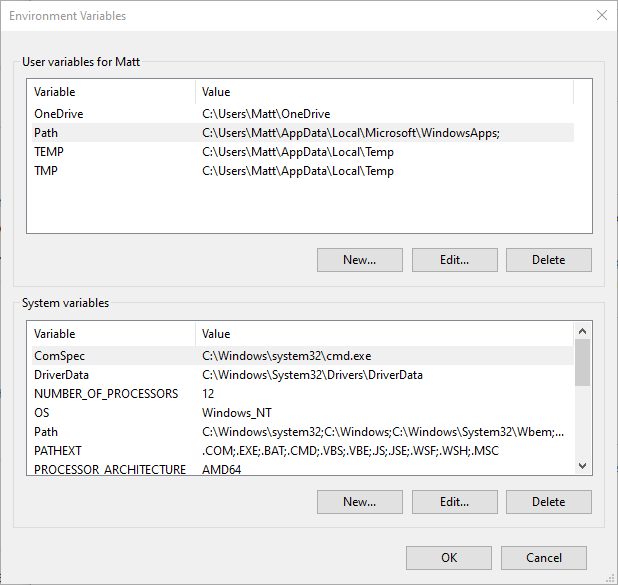 Environment Variables
User variables for Matt
Variable Value
OneDrive C:\Users\Matt\OneDrive
Path C:\Users\Matt\AppData\Local\Microsoft\WindowsApps;
TEMP C:\Users\Matt\AppData\Local\Temp
TMP C:\Users\Matt\AppData\Local\Temp
New... Edit... Delete
System variables
Variable Value
ComSpec C:\Windows\system32\cmd.exe
DriverData C:\Windows\System32\Drivers\DriverData
NUMBER_OF_PROCESSORS 12
OS Windows_NT
Path C:\Windows\system32;C:\Windows;C:\Windows\System32\Wbem;...
PATHEXT .COM;.EXE;.BAT;.CMD;.VBS;.VBE;.JS;.JSE;.WSF;.WSH;.MSC
PROCESSOR_ARCHITECTURE AMD64
New... Edit... Delete
OK Cancel